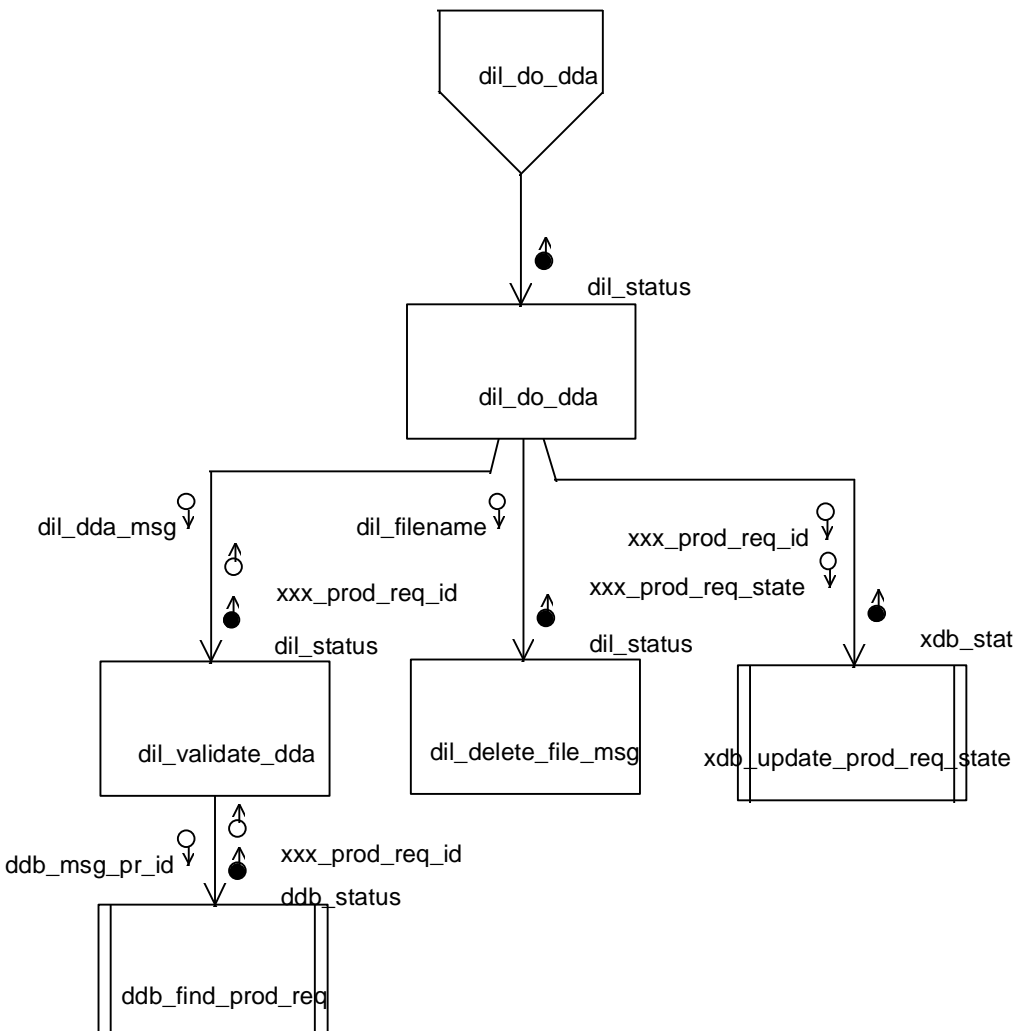 dil_do_dda
dil_status
dil_do_dda
dil_dda_msg
dil_filename
xxx_prod_req_id
xxx_prod_req_id
xxx_prod_req_state
dil_status
dil_status
xdb_stat
dil_validate_dda
dil_delete_file_msg
xdb_update_prod_req_state
ddb_msg_pr_id
xxx_prod_req_id
ddb_status
ddb_find_prod_req